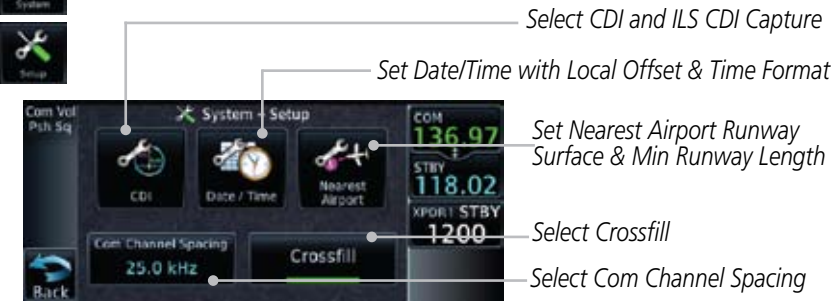 System
Select CDI and ILS CDI Capture
Setup
Set Date/Time with Local Offset & Time Format
Com Vol
Psh Sq
System - Setup
COM
136.97
STBY
118.02
XPORT STBY
1200
CDI
Date / Time
Nearest
Airport
Set Nearest Airport Runway
Surface & Min Runway Length
Com Channel Spacing
25.0 kHz
Crossfill
Select Crossfill
Select Com Channel Spacing
Back